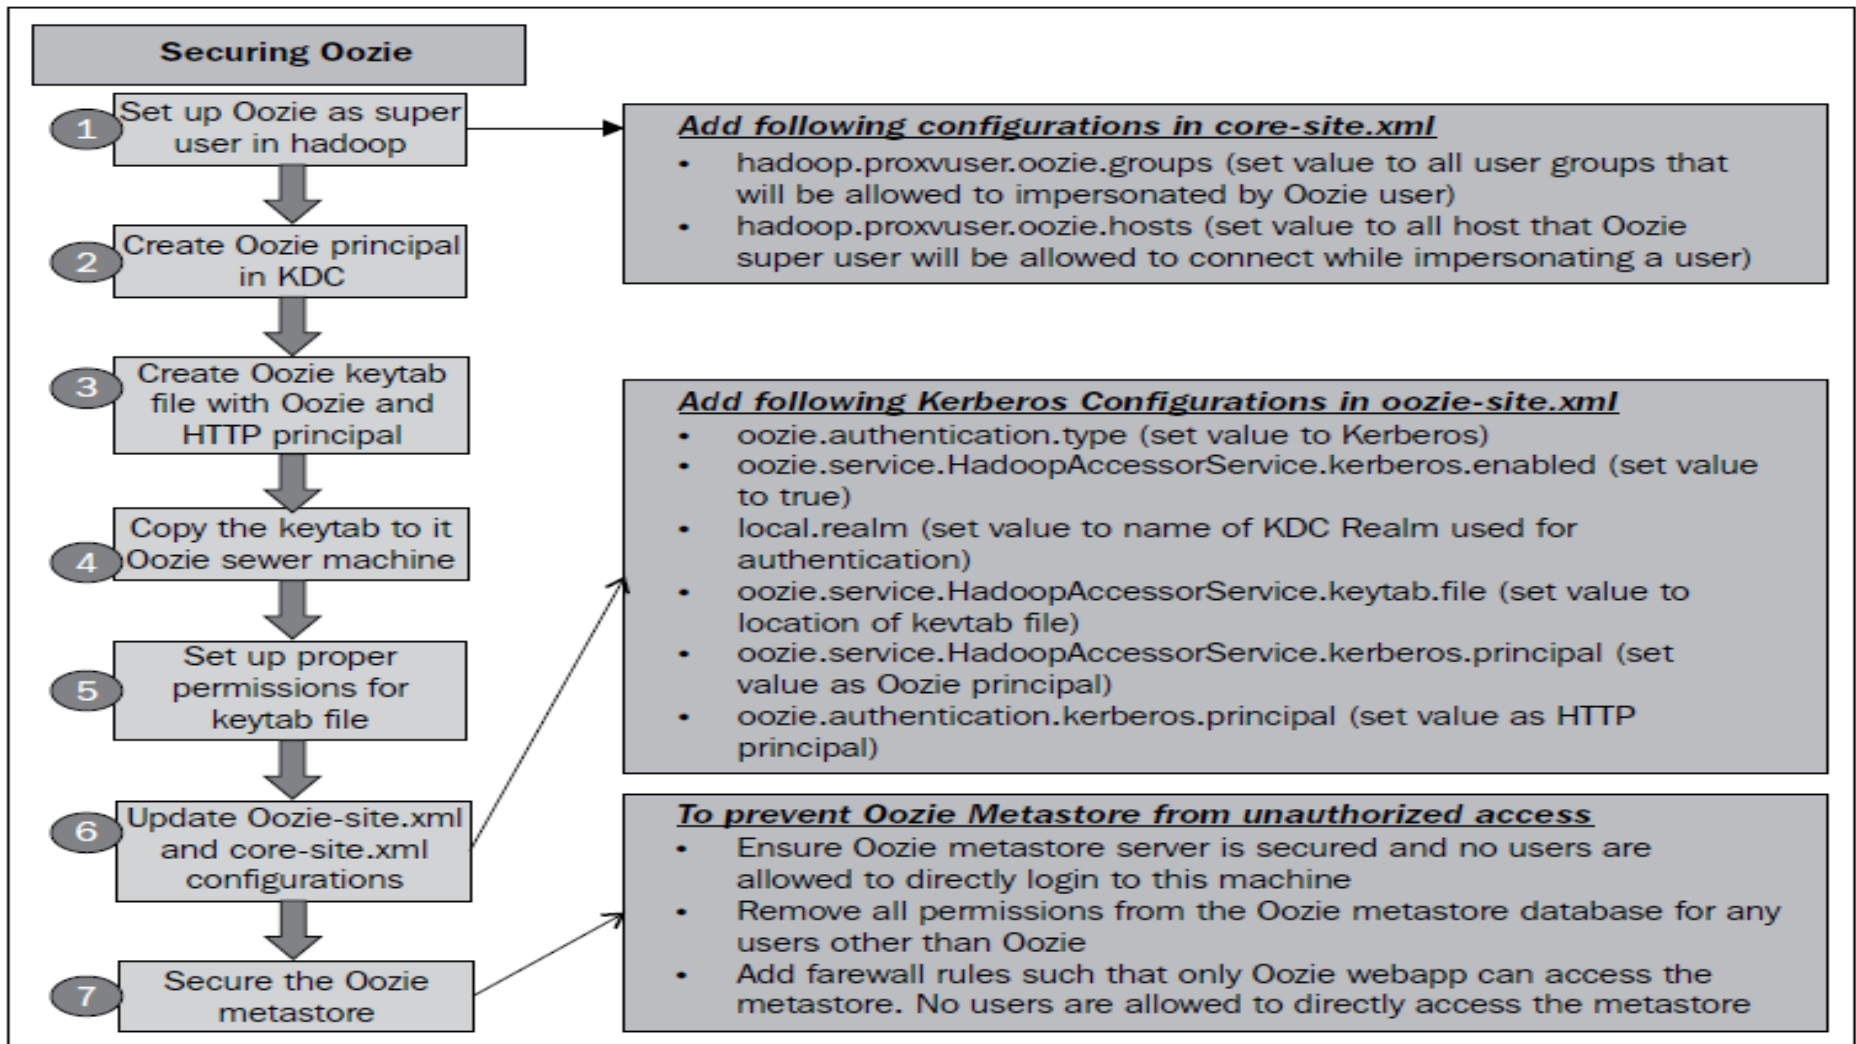 Securing Oozie
1
Set up Oozie as super
user in hadoop
2
Create Oozie principal
in KDC
3
Create Oozie keytab
file with Oozie and
HTTP principal
4
Copy the keytab to it
Oozie sewer machine
5
Set up proper
permissions for
keytab file
6
Update Oozie-site.xml
and core-site.xml
configurations
7
Secure the Oozie
metastore
Add following configurations in core-site.xml
• hadoop.proxvuser.oozie.groups (set value to all user groups that
will be allowed to impersonated by Oozie user)
• hadoop.proxvuser.oozie.hosts (set value to all host that Oozie
super user will be allowed to connect while impersonating a user)
Add following Kerberos Configurations in oozie-site.xml
• oozie.authentication.type (set value to Kerberos)
• oozie.service.HadoopAccessorService.kerberos.enabled (set value
to true)
• local.realm (set value to name of KDC Realm used for
authentication)
• oozie.service.HadoopAccessorService.keytab.file (set value to
location of kevtab file)
• oozie.service.HadoopAccessorService.kerberos.principal (set
value as Oozie principal)
• oozie.authentication.kerberos.principal (set value as HTTP
principal)
To prevent Oozie Metastore from unauthorized access
• Ensure Oozie metastore server is secured and no users are
allowed to directly login to this machine
• Remove all permissions from the Oozie metastore database for any
users other than Oozie
• Add farewall rules such that only Oozie webapp can access the
metastore. No users are allowed to directly access the metastore